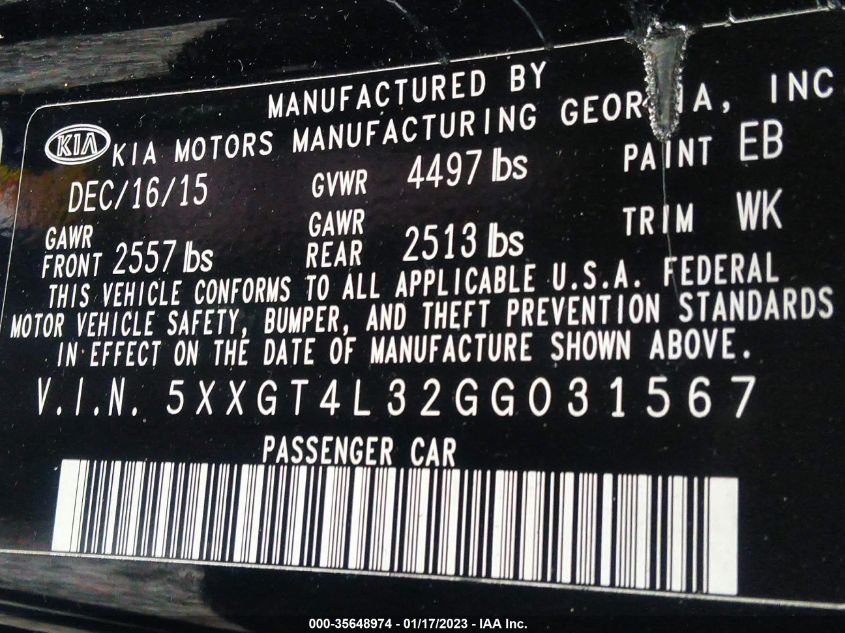 MANUFACTURED BY
KIA KIA MOTORS MANUFACTURING GEORGIA, INC
DEC/16/15 GVWR 4497 lbs PAINT EB
GAWR FRONT 2557 lbs GAWR REAR 2513 lbs TRIM WK
THIS VEHICLE CONFORMS TO ALL APPLICABLE U.S.A. FEDERAL
MOTOR VEHICLE SAFETY, BUMPER, AND THEFT PREVENTION STANDARDS
IN EFFECT ON THE DATE OF MANUFACTURE SHOWN ABOVE.
V.I.N. 5XXGT4L32GG031567
PASSENGER CAR
000-35648974 - 01/17/2023 - IAA Inc.